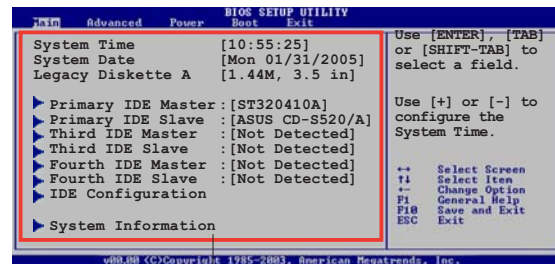 BIOS SETUP UTILITY
Main Advanced Power Boot Exit
System Time [10:55:25]
System Date [Mon 01/31/2005]
Legacy Diskette A [1.44M, 3.5 in]
Primary IDE Master :[ST320410A]
Primary IDE Slave :[ASUS CD-S520/A]
Third IDE Master :[Not Detected]
Third IDE Slave :[Not Detected]
Fourth IDE Master :[Not Detected]
Fourth IDE Slave :[Not Detected]
IDE Configuration
System Information
Use [ENTER], [TAB]
or [SHIFT-TAB] to
select a field.
Use [+] or [-] to
configure the
System Time.
↔ Select Screen
↑↓ Select Item
+- Change Option
F1 General Help
F10 Save and Exit
ESC Exit
v00.00 (C)Copyright 1985-2003, American Megatrends, Inc.